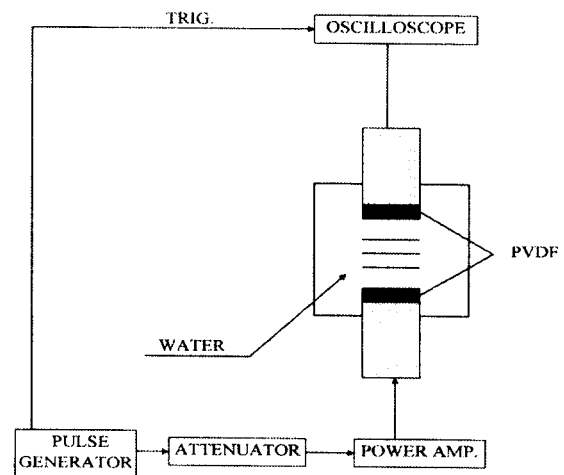 TRIG.
OSCILLOSCOPE
PVDF
WATER
PULSE
GENERATOR
ATTENUATOR
POWER AMP.